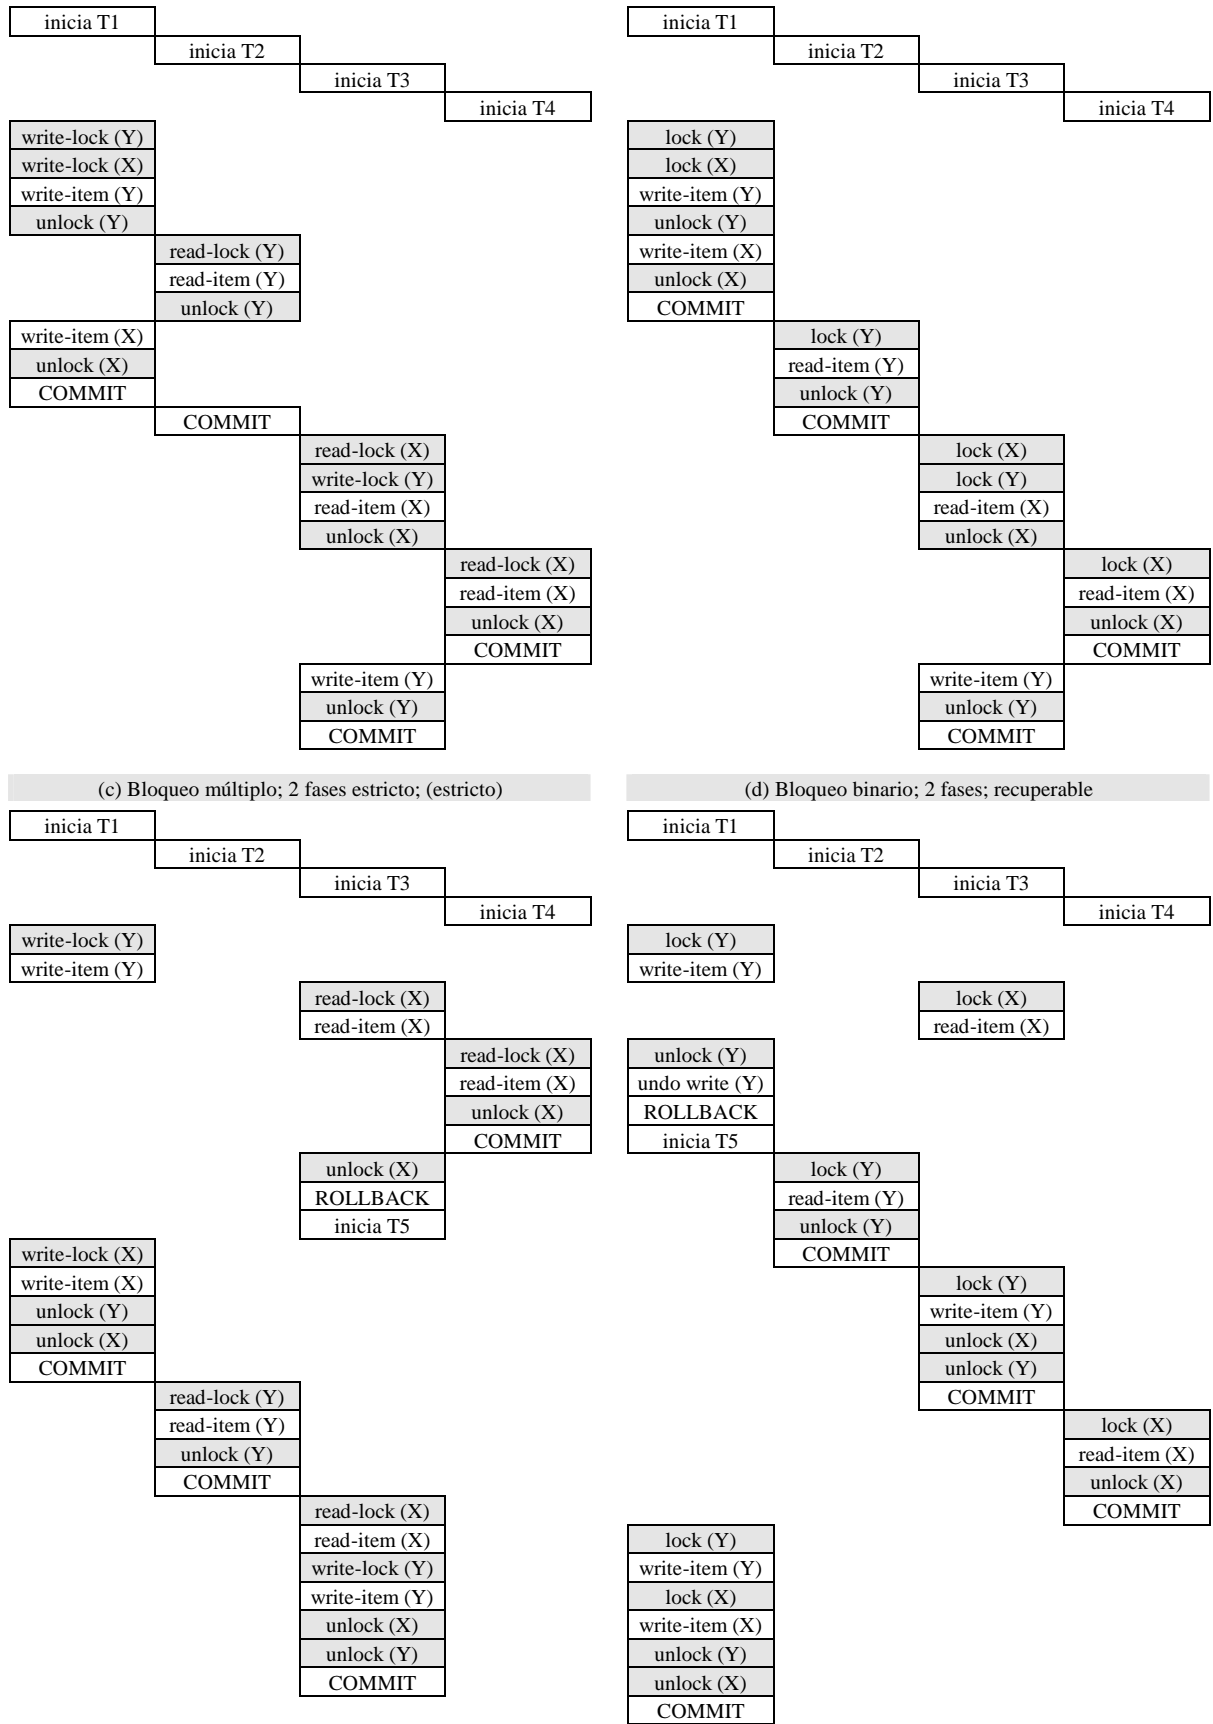 inicia T1
inicia T2
inicia T3
inicia T4
write-lock (Y)
write-lock (X)
write-item (Y)
unlock (Y)
read-lock (Y)
read-item (Y)
unlock (Y)
write-item (X)
unlock (X)
COMMIT
COMMIT
read-lock (X)
write-lock (Y)
read-item (X)
unlock (X)
read-lock (X)
read-item (X)
unlock (X)
COMMIT
write-item (Y)
unlock (Y)
COMMIT
inicia T1
inicia T2
inicia T3
inicia T4
lock (Y)
lock (X)
write-item (Y)
unlock (Y)
write-item (X)
unlock (X)
COMMIT
lock (Y)
read-item (Y)
unlock (Y)
COMMIT
lock (X)
lock (Y)
read-item (X)
unlock (X)
lock (X)
read-item (X)
unlock (X)
COMMIT
write-item (Y)
unlock (Y)
COMMIT
(c) Bloqueo múltiplo; 2 fases estricto; (estricto)
inicia T1
inicia T2
inicia T3
inicia T4
write-lock (Y)
write-item (Y)
read-lock (X)
read-item (X)
read-lock (X)
read-item (X)
unlock (X)
COMMIT
unlock (X)
ROLLBACK
inicia T5
write-lock (X)
write-item (X)
unlock (Y)
unlock (X)
COMMIT
read-lock (Y)
read-item (Y)
unlock (Y)
COMMIT
read-lock (X)
read-item (X)
write-lock (Y)
write-item (Y)
unlock (X)
unlock (Y)
COMMIT
(d) Bloqueo binario; 2 fases; recuperable
inicia T1
inicia T2
inicia T3
inicia T4
lock (Y)
write-item (Y)
lock (X)
read-item (X)
unlock (Y)
undo write (Y)
ROLLBACK
inicia T5
lock (Y)
read-item (Y)
unlock (Y)
COMMIT
lock (Y)
write-item (Y)
unlock (X)
unlock (Y)
COMMIT
lock (X)
read-item (X)
unlock (X)
COMMIT
lock (Y)
write-item (Y)
lock (X)
write-item (X)
unlock (Y)
unlock (X)
COMMIT